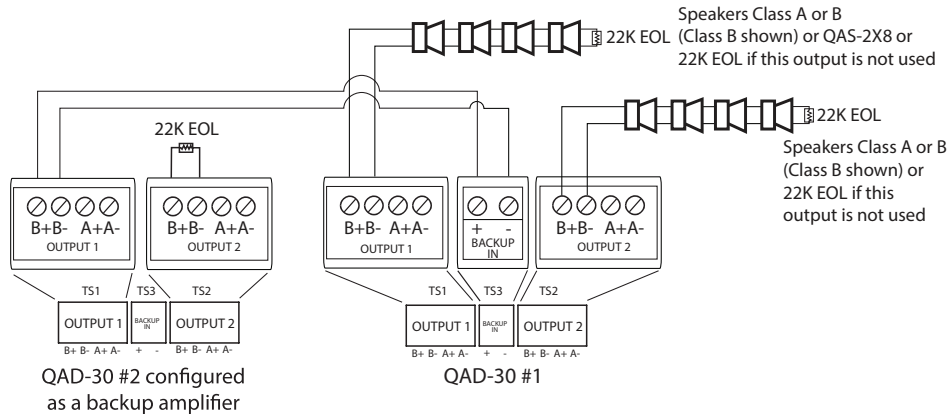 Speakers Class A or B
22K EOL (Class B shown) or QAS-2X8 or
22K EOL if this output is not used
22K EOL
22K EOL
Speakers Class A or B
(Class B shown) or
22K EOL if this
output is not used
B+B- A+A-
OUTPUT 1
B+B- A+A-
OUTPUT 2
B+B- A+A-
OUTPUT 1
+ -
BACKUP
IN
B+B- A+A-
OUTPUT 2
TS1 TS3 TS2
TS1 TS3 TS2
OUTPUT 1
BACKUP
IN
OUTPUT 2
B+ B- A+ A- + - B+ B- A+ A-
OUTPUT 1
BACKUP
IN
OUTPUT 2
B+ B- A+ A- + - B+ B- A+ A-
QAD-30 #2 configured
as a backup amplifier
QAD-30 #1